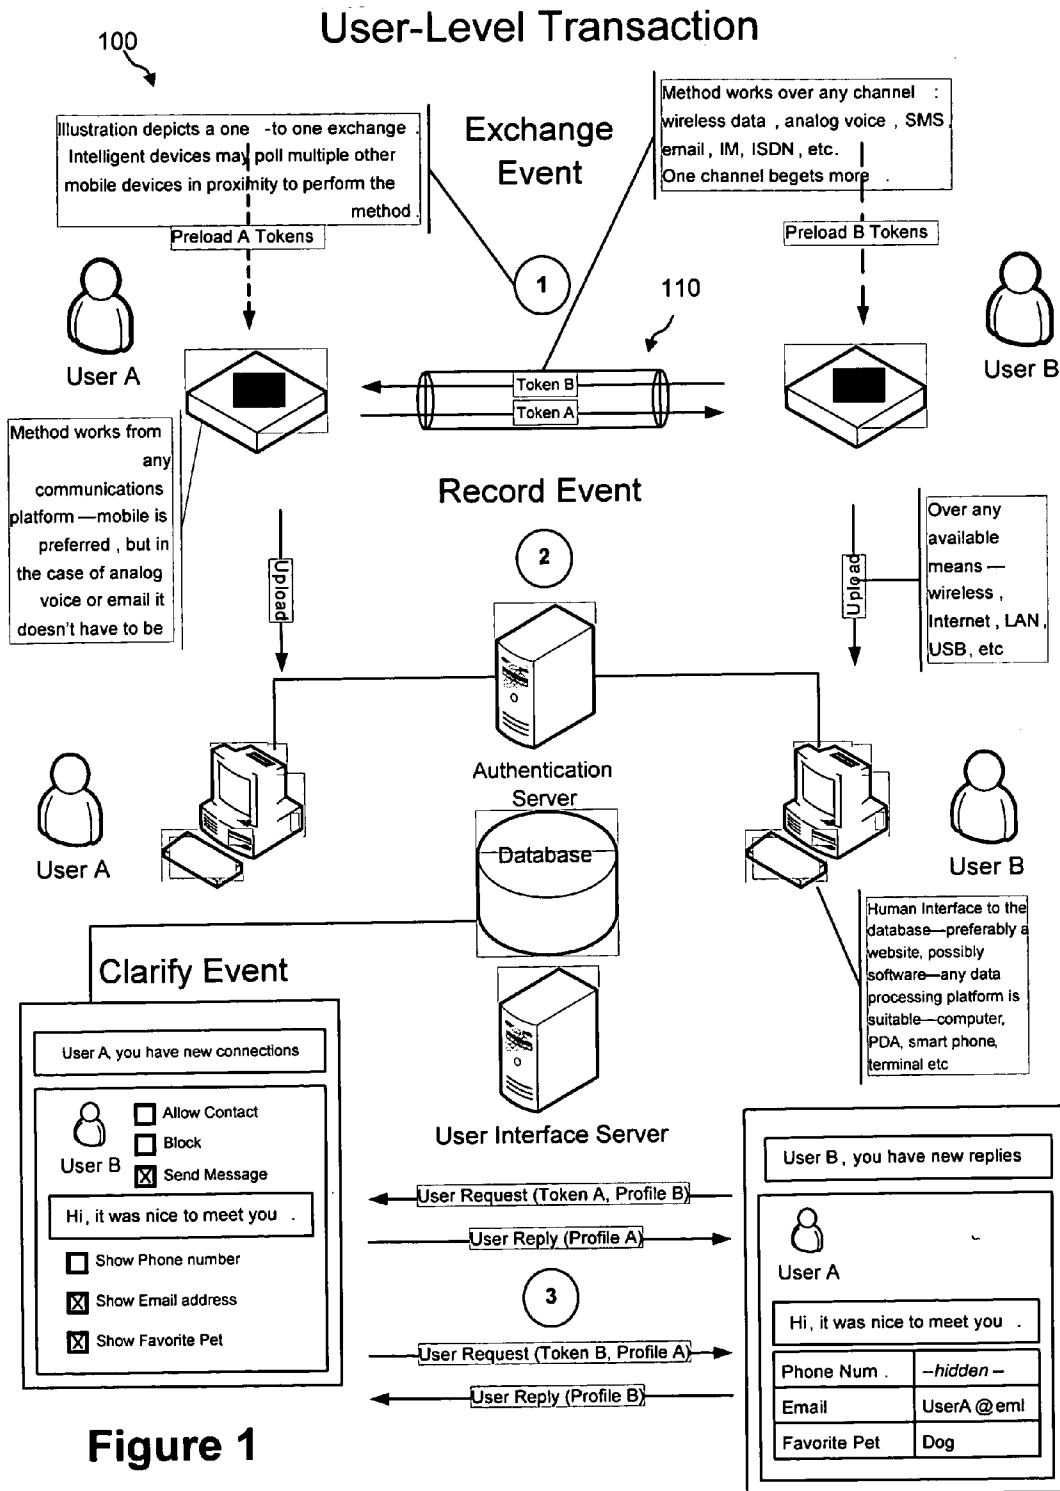 User-Level Transaction
100
Illustration depicts a one -to one exchange .
Intelligent devices may poll multiple other
mobile devices in proximity to perform the
method .
Exchange
Event
Method works over any channel :
wireless data , analog voice , SMS ,
email , IM, ISDN , etc.
One channel begets more .
Preload A Tokens
Preload B Tokens
1
110
User A
User B
Token B
Token A
Method works from
any
communications
platform —mobile is
preferred , but in
the case of analog
voice or email it
doesn't have to be
Record Event
2
Upload
Upload
Over any
available
means —
wireless ,
Internet , LAN ,
USB , etc
Authentication
Server
User A
User B
Database
Human Interface to the
database—preferably a
website, possibly
software—any data
processing platform is
suitable—computer,
PDA, smart phone,
terminal etc
Clarify Event
User A, you have new connections
User B
Allow Contact
Block
Send Message
Hi, it was nice to meet you .
Show Phone number
Show Email address
Show Favorite Pet
User Interface Server
User Request (Token A, Profile B)
User Reply (Profile A)
3
User Request (Token B, Profile A)
User Reply (Profile B)
User B , you have new replies
User A
Hi, it was nice to meet you .
Phone Num . --hidden --
Email UserA @eml
Favorite Pet Dog
Figure 1